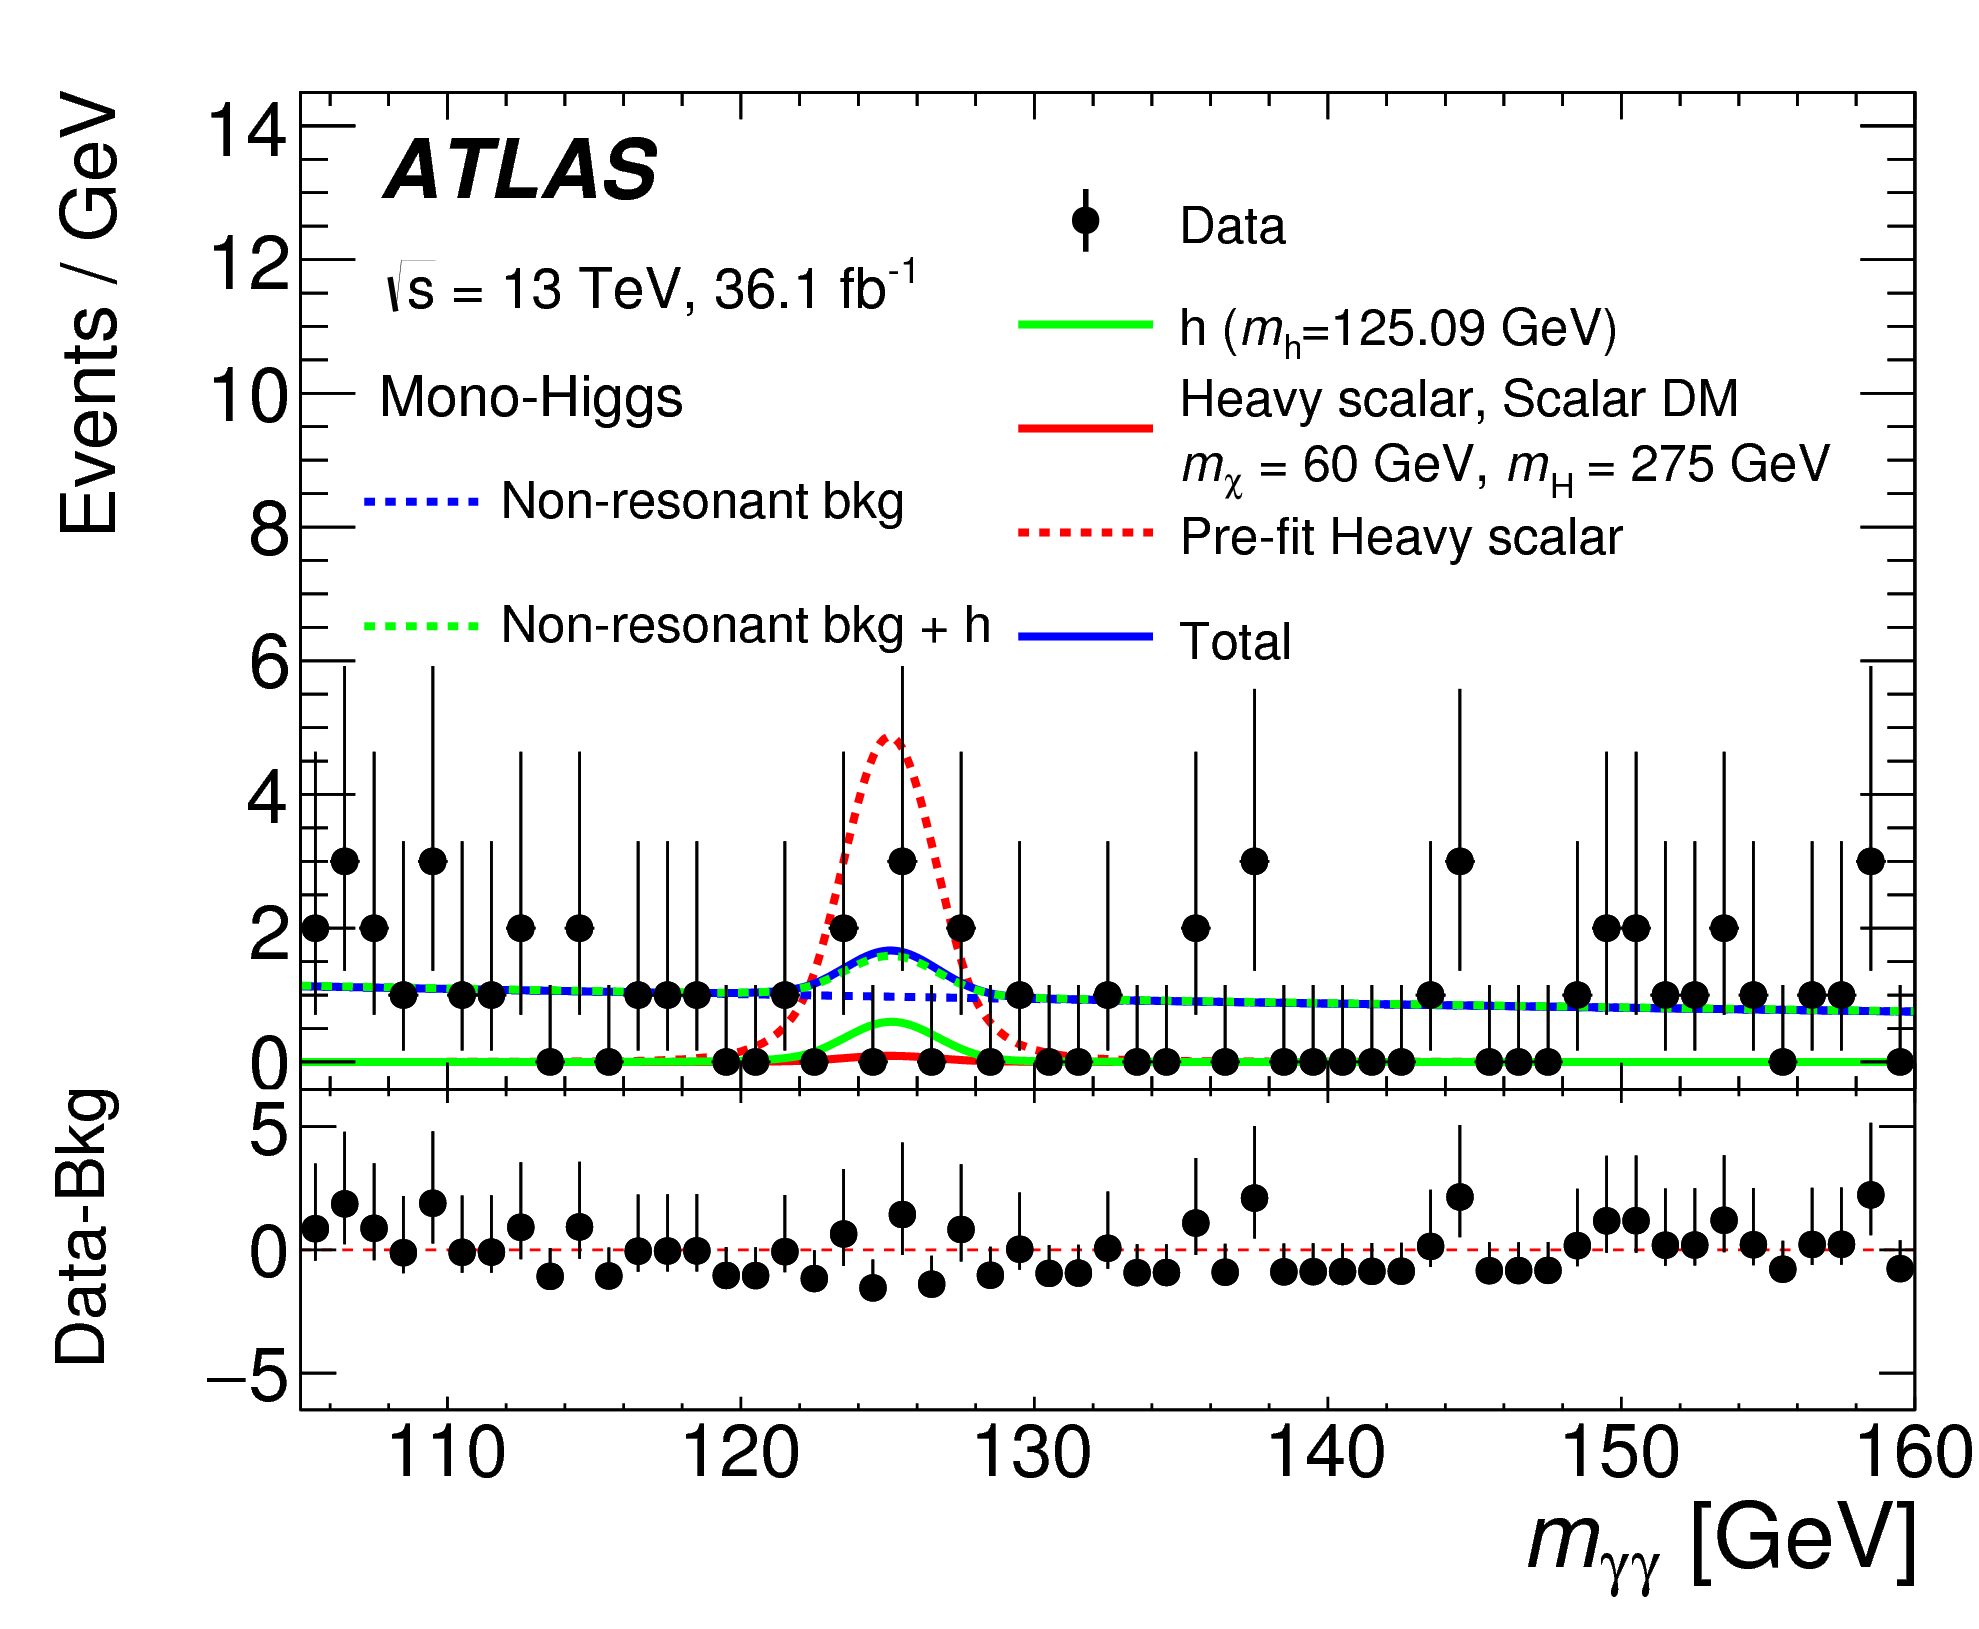 Events / GeV
14
12
10
8
6
4
2
0
ATLAS
√s = 13 TeV, 36.1 fb⁻¹
Mono-Higgs
Non-resonant bkg
Non-resonant bkg + h
Data
h (m_h=125.09 GeV)
Heavy scalar, Scalar DM
m_χ = 60 GeV, m_H = 275 GeV
Pre-fit Heavy scalar
Total
Data-Bkg
5
0
−5
110 120 130 140 150 160
m_γγ [GeV]